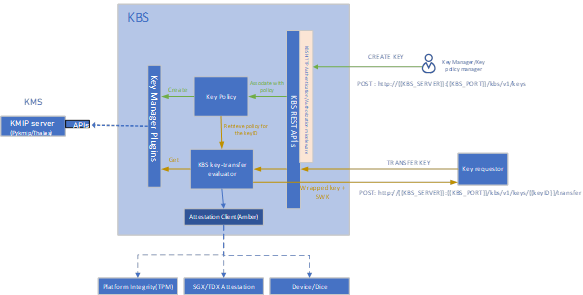 KBS
KMS
KMIP server
(Pykmip/Thales)
APIs
Key Manager Plugins
Create
Key Policy
Associate with
policy
Retrieve policy for
the keyID
Get
KBS key-transfer
evaluator
KBS REST APIs
Wrapped key +
SWK
Attestation Client(Amber)
Platform Integrity(TPM)
SGX/TDX Attestation
Device/Dice
CREATE KEY
Key Manager/Key
policy manager
POST : http://{{KBS_SERVER}}:{{KBS_PORT}}/kbs/v1/keys
TRANSFER KEY
Key requestor
POST: http://{{KBS_SERVER}}:{{KBS_PORT}}/kbs/v1/keys/{{keyID}}/transfer